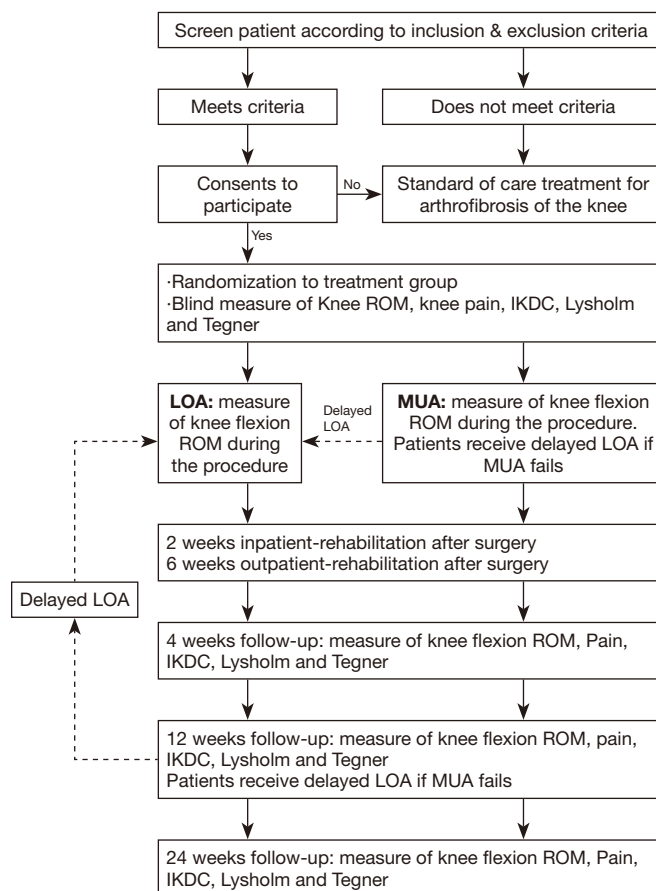 Screen patient according to inclusion & exclusion criteria
Meets criteria
Does not meet criteria
Consents to
participate
No
Standard of care treatment for
arthrofibrosis of the knee
Yes
·Randomization to treatment group
·Blind measure of Knee ROM, knee pain, IKDC, Lysholm
and Tegner
LOA: measure
of knee flexion
ROM during
the procedure
Delayed
LOA
MUA: measure of knee flexion
ROM during the procedure.
Patients receive delayed LOA if
MUA fails
2 weeks inpatient-rehabilitation after surgery
6 weeks outpatient-rehabilitation after surgery
Delayed LOA
4 weeks follow-up: measure of knee flexion ROM, Pain,
IKDC, Lysholm and Tegner
12 weeks follow-up: measure of knee flexion ROM, pain,
IKDC, Lysholm and Tegner
Patients receive delayed LOA if MUA fails
24 weeks follow-up: measure of knee flexion ROM, Pain,
IKDC, Lysholm and Tegner